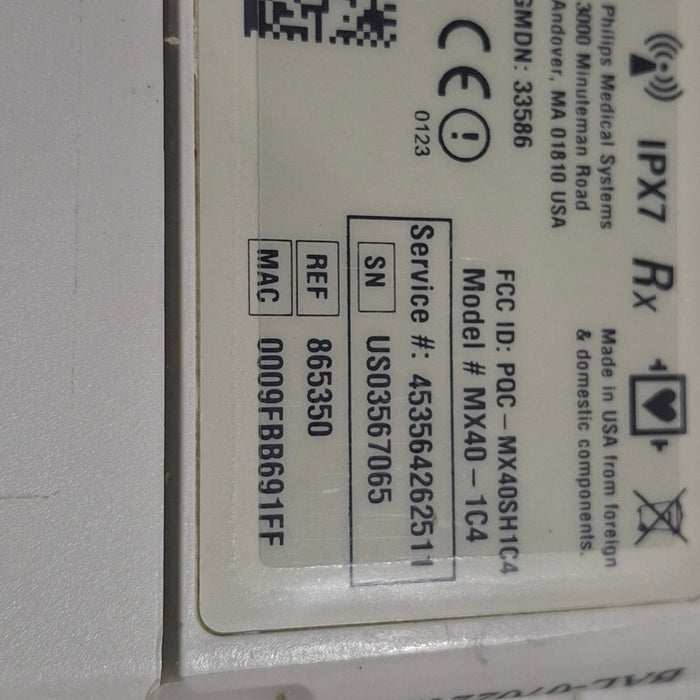 IPX7 Rx
Philips Medical Systems
3000 Minuteman Road
Andover, MA 01810 USA
GMDN: 33586
Made in USA from foreign
& domestic components.
CE
0123
FCC ID: PQC-MX40SH1C4
Model # MX40-1C4
Service #: 453564262511
SN US03567065
REF 865350
MAC 0009FBB691FF